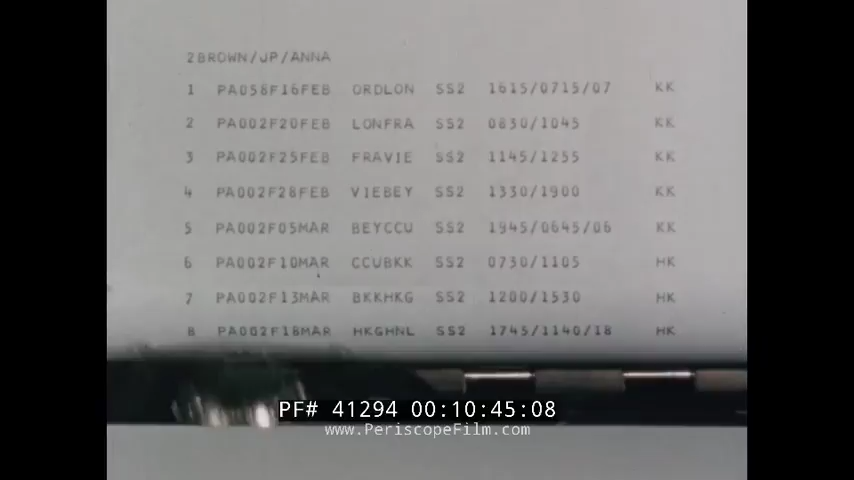 2BROWN/JP/ANNA
1 PA058F16FEB ORDLON SS2 1615/0715/07 KK
2 PA002F20FEB LONFRA SS2 0830/1045 KK
3 PA002F25FEB FRAVIE SS2 1145/1255 KK
4 PA002F28FEB VIEBEY SS2 1330/1900 KK
5 PA002F05MAR BEYCCU SS2 1945/0645/06 KK
6 PA002F10MAR CCUBKK SS2 0730/1105 HK
7 PA002F13MAR BKKHKG SS2 1200/1530 HK
8 PA002F18MAR HKGHNL SS2 1745/1140/18 HK
PF# 41294 00:10:45:08
www.PeriscopeFilm.com